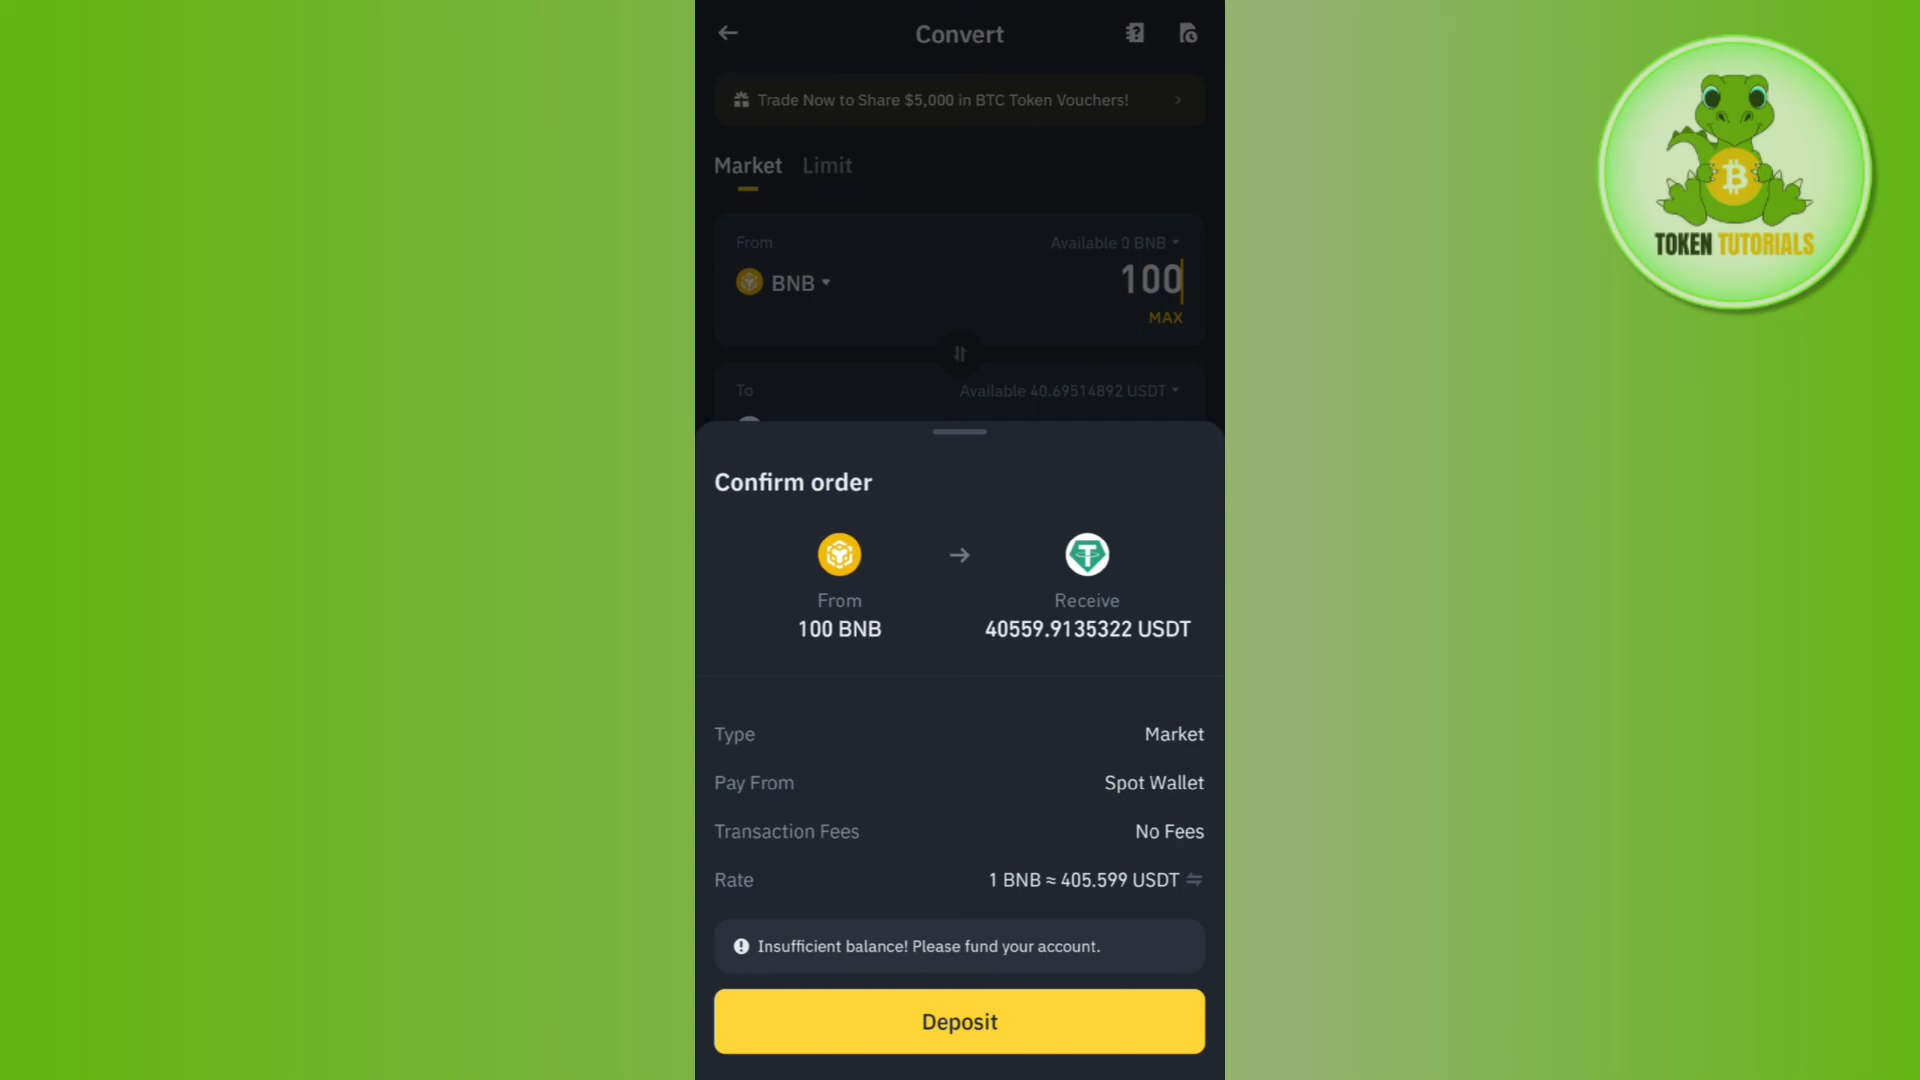 Convert
Trade Now to Share $5,000 in BTC Token Vouchers!
Market Limit
From Available 0 BNB
BNB 100
MAX
To Available 40.69514892 USDT
Confirm order
From Receive
100 BNB 40559.9135322 USDT
Type Market
Pay From Spot Wallet
Transaction Fees No Fees
Rate 1 BNB ≈ 405.599 USDT
Insufficient balance! Please fund your account.
Deposit
TOKEN TUTORIALS